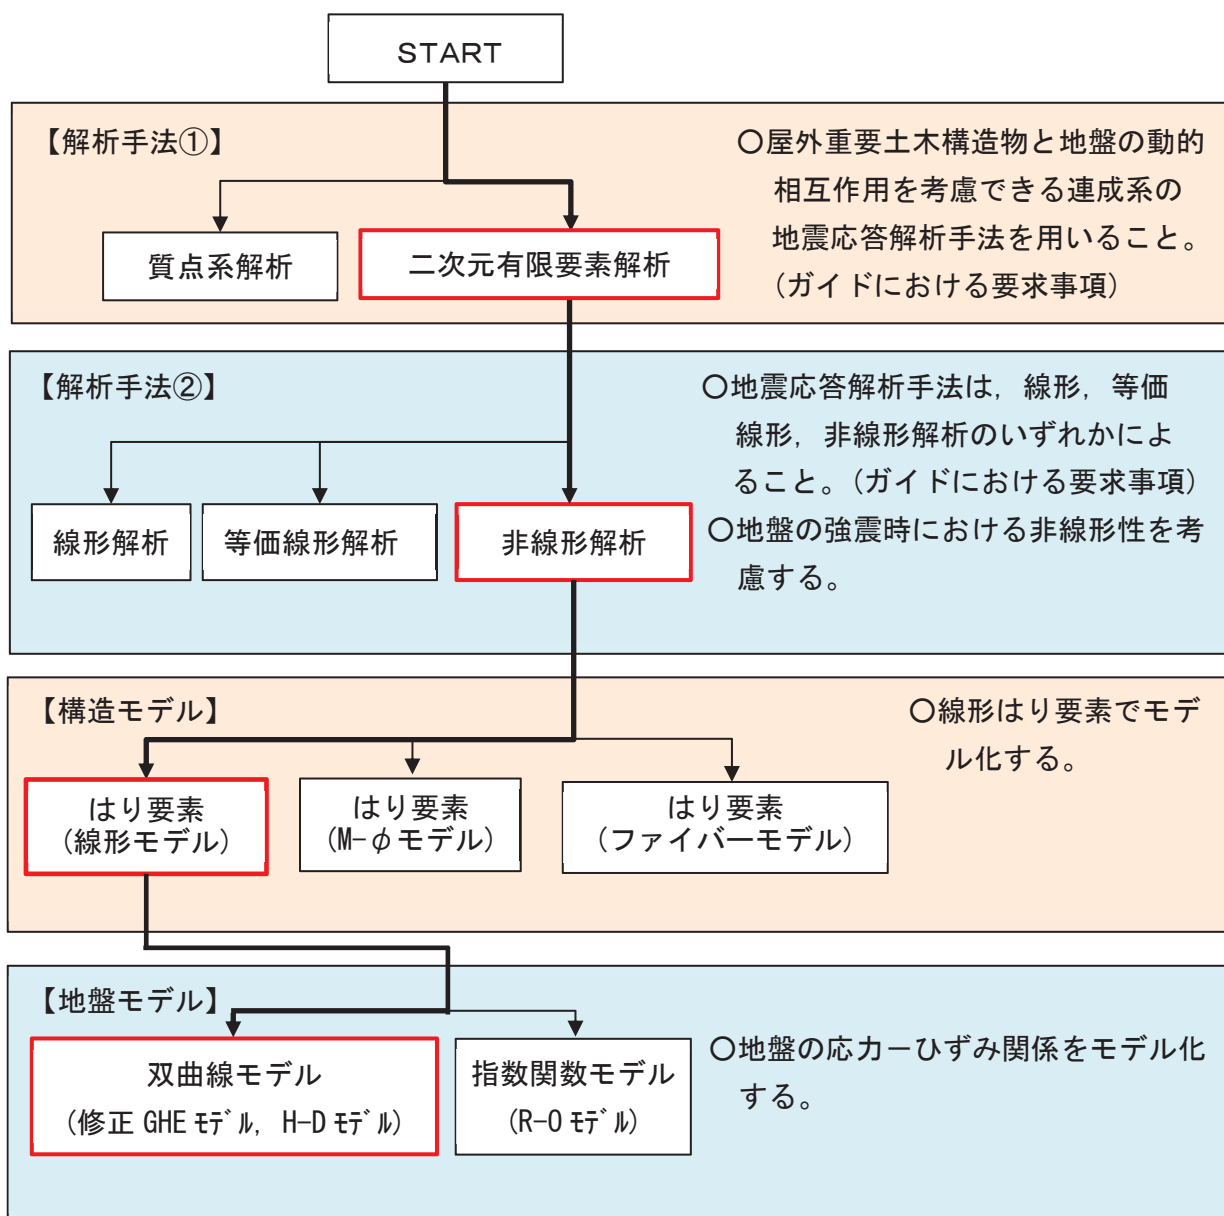 START
【解析手法①】
○屋外重要土木構造物と地盤の動的
相互作用を考慮できる連成系の
地震応答解析手法を用いること。
(ガイドにおける要求事項)
質点系解析
二次元有限要素解析
【解析手法②】
○地震応答解析手法は，線形，等価
線形，非線形解析のいずれかによ
ること。(ガイドにおける要求事項)
○地盤の強震時における非線形性を考
慮する。
線形解析
等価線形解析
非線形解析
【構造モデル】
○線形はり要素でモデ
ル化する。
はり要素
(線形モデル)
はり要素
(M-φモデル)
はり要素
(ファイバーモデル)
【地盤モデル】
○地盤の応力ーひずみ関係をモデル化
する。
双曲線モデル
(修正 GHE ﾓﾃﾞﾙ，H-D ﾓﾃﾞﾙ)
指数関数モデル
(R-O ﾓﾃﾞﾙ)